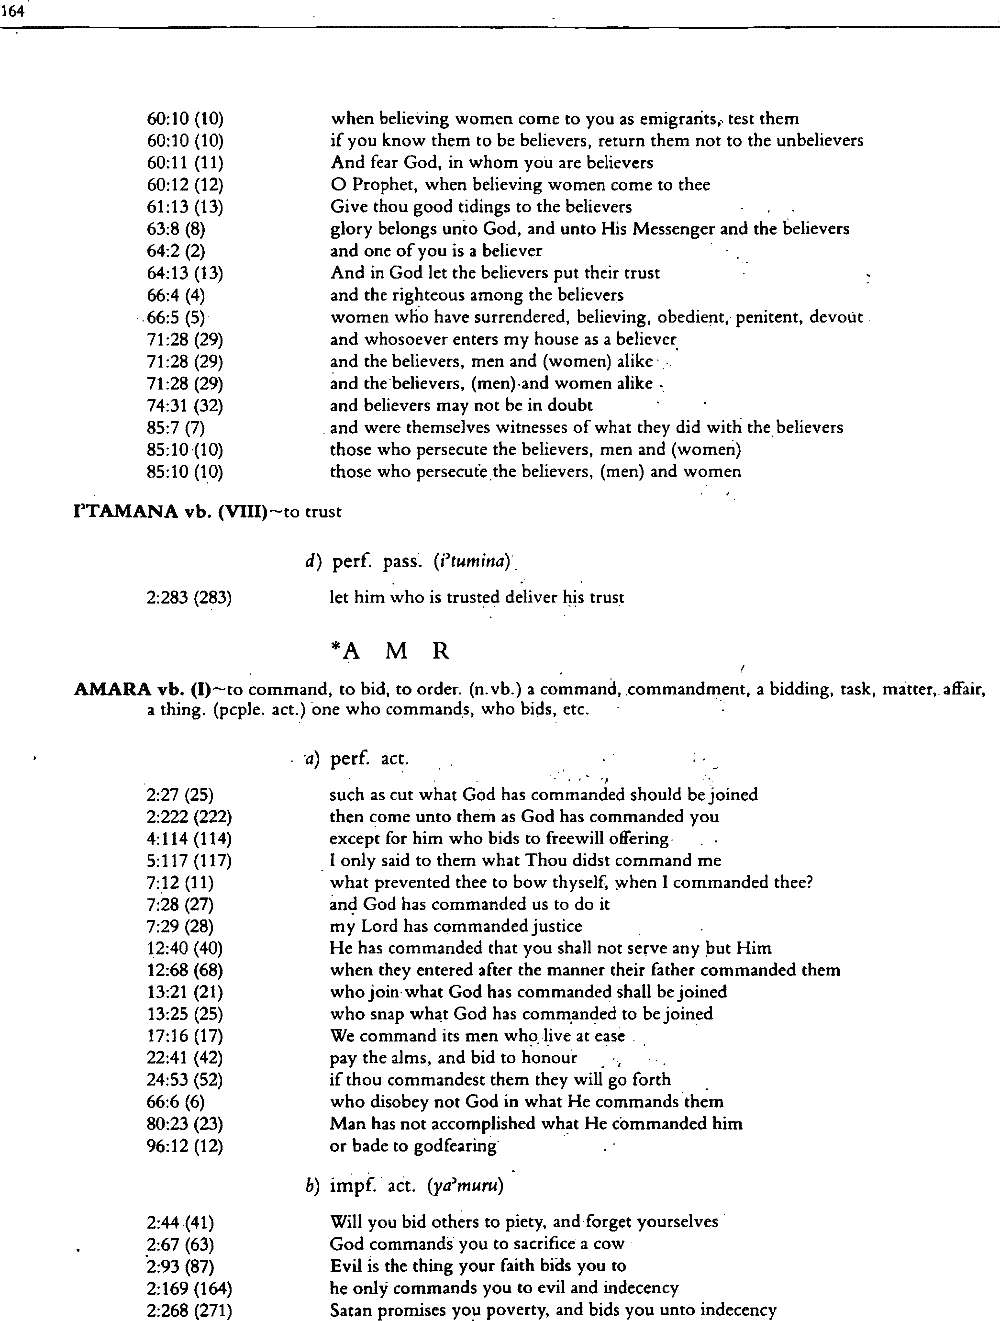 164
60:10 (10) when believing women come to you as emigrants, test them
60:10 (10) if you know them to be believers, return them not to the unbelievers
60:11 (11) And fear God, in whom you are believers
60:12 (12) O Prophet, when believing women come to thee
61:13 (13) Give thou good tidings to the believers
63:8 (8) glory belongs unto God, and unto His Messenger and the believers
64:2 (2) and one of you is a believer
64:13 (13) And in God let the believers put their trust
66:4 (4) and the righteous among the believers
66:5 (5) women who have surrendered, believing, obedient, penitent, devout
71:28 (29) and whosoever enters my house as a believer
71:28 (29) and the believers, men and (women) alike
71:28 (29) and the believers, (men) and women alike
74:31 (32) and believers may not be in doubt
85:7 (7) and were themselves witnesses of what they did with the believers
85:10 (10) those who persecute the believers, men and (women)
85:10 (10) those who persecute the believers, (men) and women
I’TAMANA vb. (VIII)~to trust
d) perf. pass. (i’tumina)
2:283 (283) let him who is trusted deliver his trust
*A M R
AMARA vb. (I)~to command, to bid, to order. (n.vb.) a command, commandment, a bidding, task, matter, affair,
a thing. (pcple. act.) one who commands, who bids, etc.
a) perf. act.
2:27 (25) such as cut what God has commanded should be joined
2:222 (222) then come unto them as God has commanded you
4:114 (114) except for him who bids to freewill offering
5:117 (117) I only said to them what Thou didst command me
7:12 (11) what prevented thee to bow thyself, when I commanded thee?
7:28 (27) and God has commanded us to do it
7:29 (28) my Lord has commanded justice
12:40 (40) He has commanded that you shall not serve any but Him
12:68 (68) when they entered after the manner their father commanded them
13:21 (21) who join what God has commanded shall be joined
13:25 (25) who snap what God has commanded to be joined
17:16 (17) We command its men who live at ease
22:41 (42) pay the alms, and bid to honour
24:53 (52) if thou commandest them they will go forth
66:6 (6) who disobey not God in what He commands them
80:23 (23) Man has not accomplished what He commanded him
96:12 (12) or bade to godfearing
b) impf. act. (ya’muru)
2:44 (41) Will you bid others to piety, and forget yourselves
2:67 (63) God commands you to sacrifice a cow
2:93 (87) Evil is the thing your faith bids you to
2:169 (164) he only commands you to evil and indecency
2:268 (271) Satan promises you poverty, and bids you unto indecency